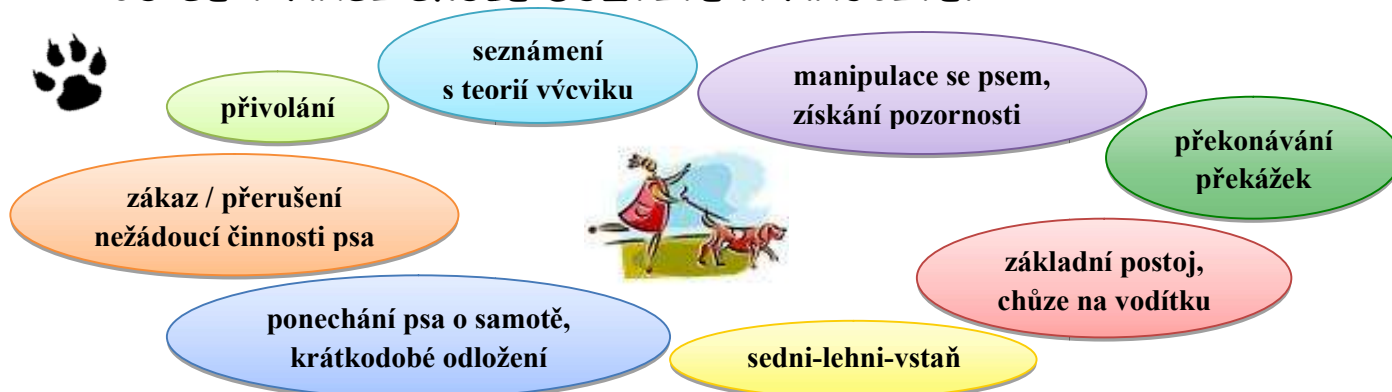 seznámení
s teorií výcviku
manipulace se psem,
získání pozornosti
přivolání
překonávání
překážek
zákaz / přerušení
nežádoucí činnosti psa
základní postoj,
chůze na vodítku
ponechání psa o samotě,
krátkodobé odložení
sedni-lehni-vstaň